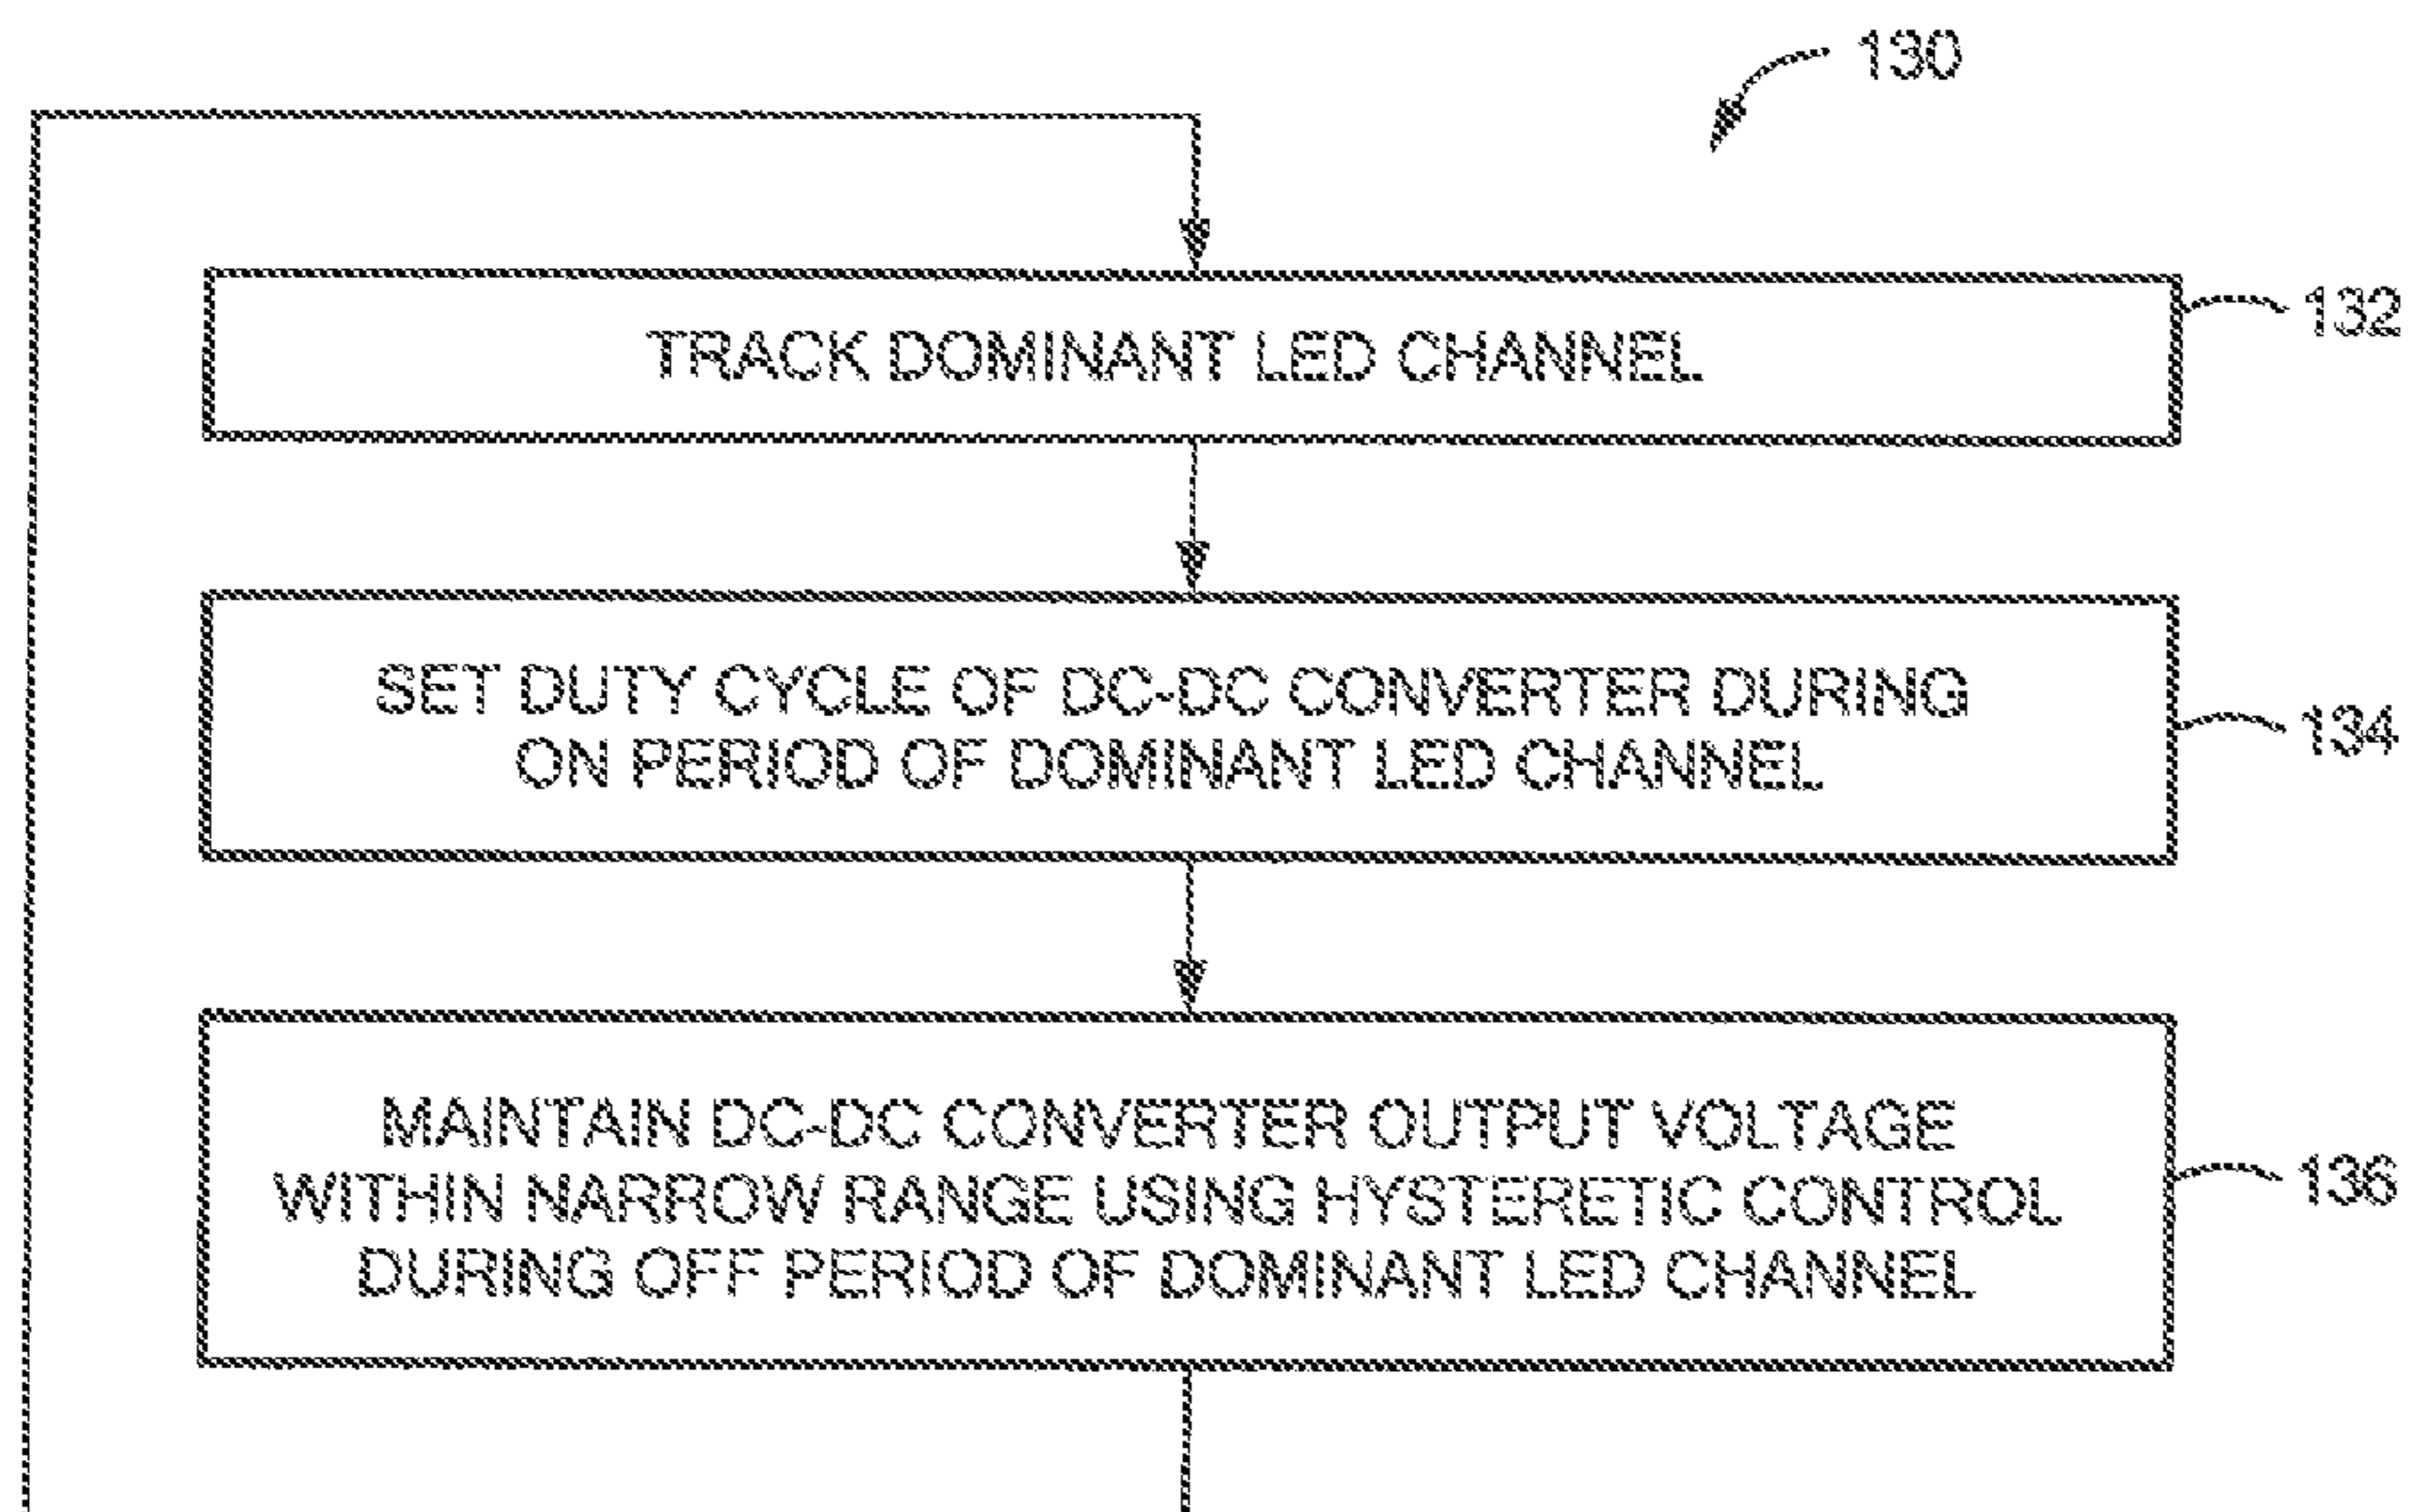 130
TRACK DOMINANT LED CHANNEL
132
SET DUTY CYCLE OF DC-DC CONVERTER DURING
ON PERIOD OF DOMINANT LED CHANNEL
134
MAINTAIN DC-DC CONVERTER OUTPUT VOLTAGE
WITHIN NARROW RANGE USING HYSTERETIC CONTROL
DURING OFF PERIOD OF DOMINANT LED CHANNEL
136